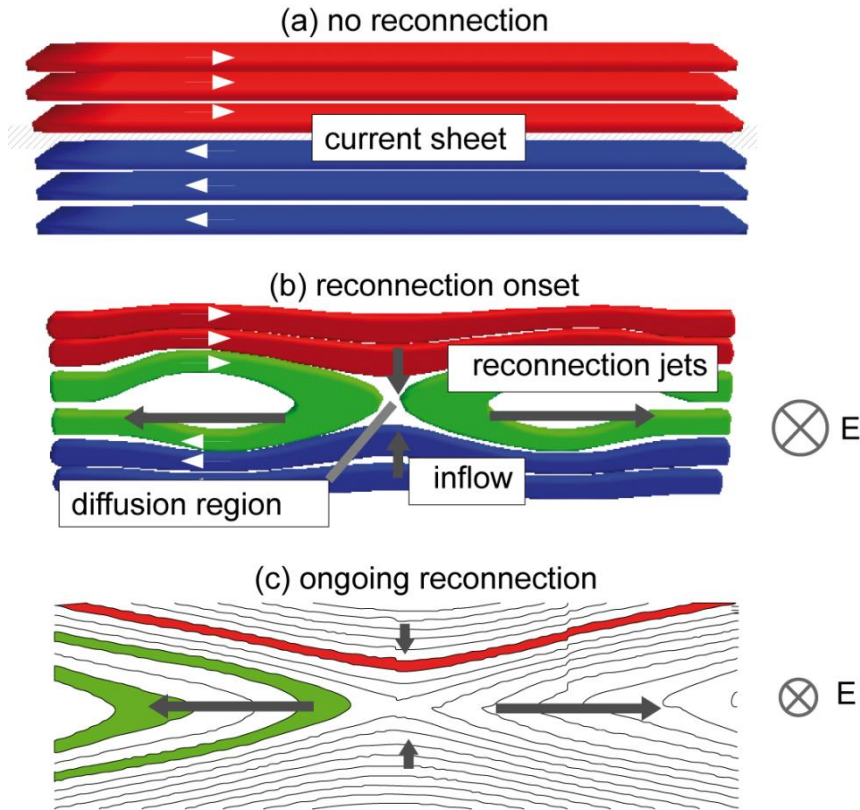 (a) no reconnection
current sheet
(b) reconnection onset
reconnection jets
E
inflow
diffusion region
(c) ongoing reconnection
E